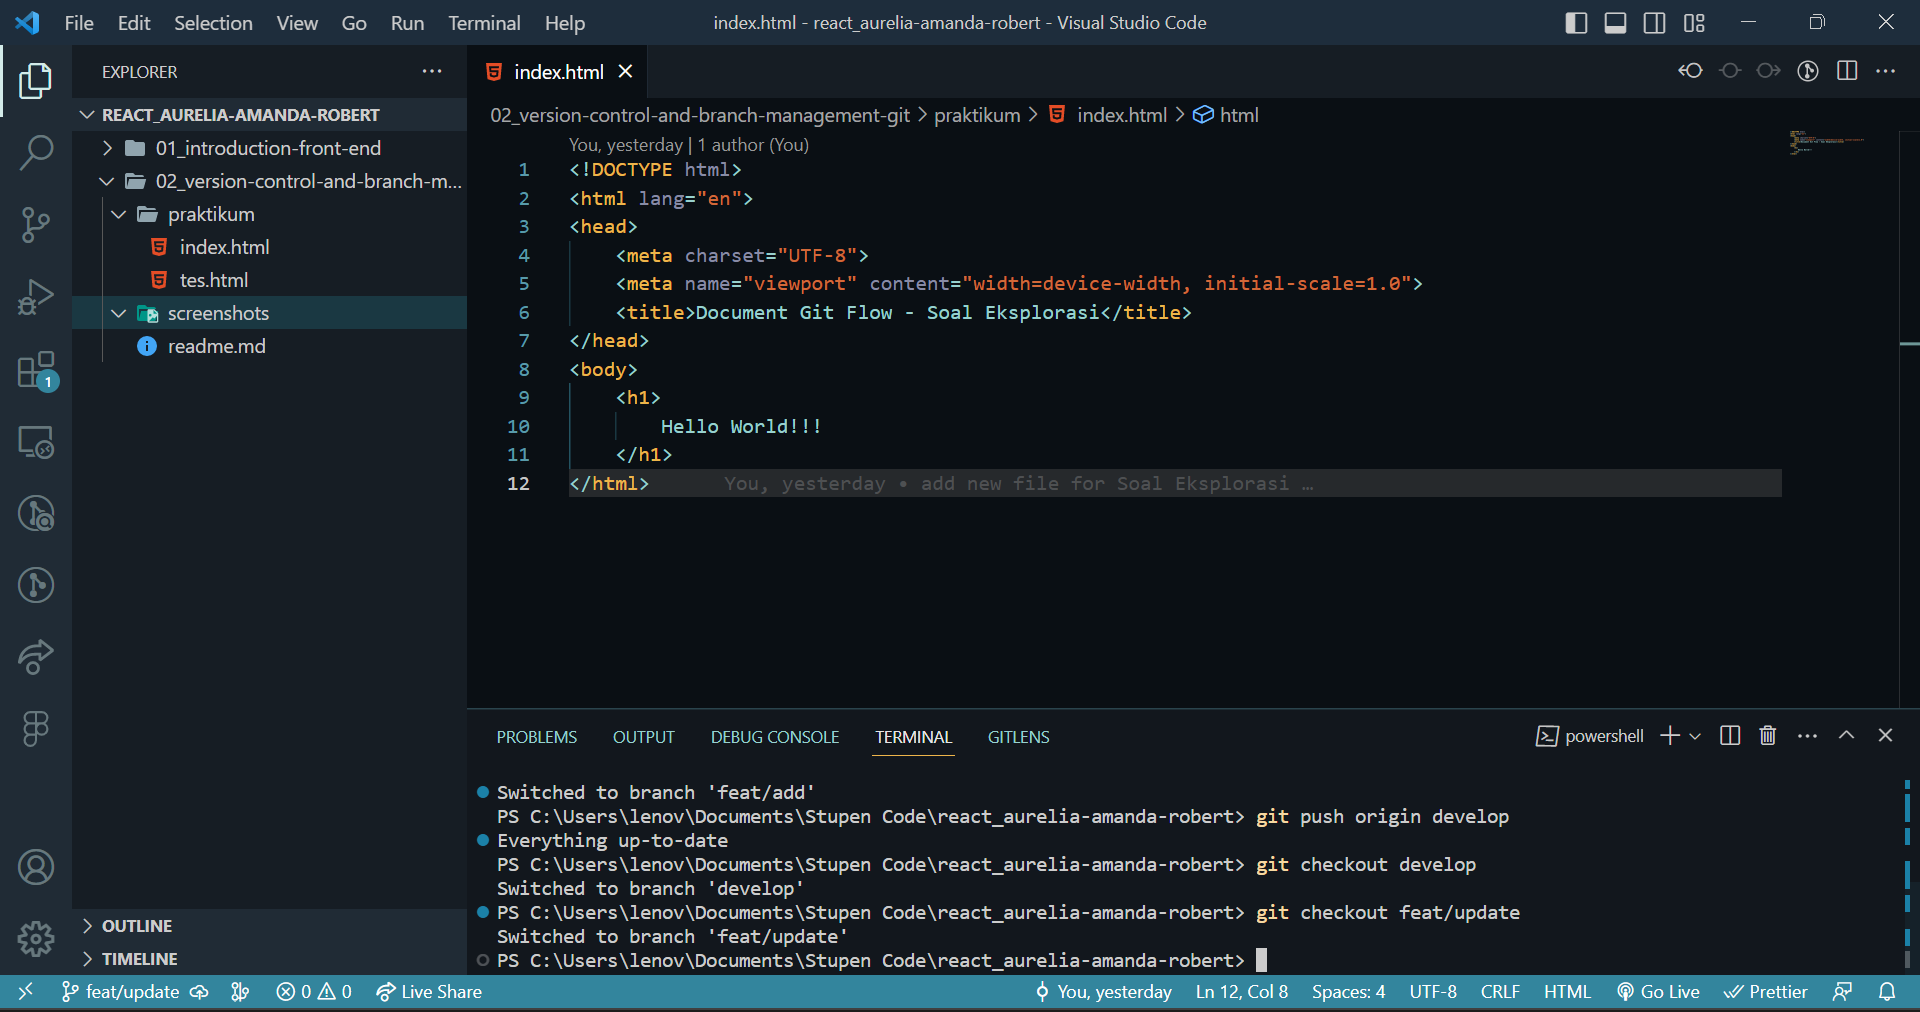 File Edit Selection View Go Run Terminal Help
index.html - react_aurelia-amanda-robert - Visual Studio Code
EXPLORER
REACT_AURELIA-AMANDA-ROBERT
01_introduction-front-end
02_version-control-and-branch-m...
praktikum
index.html
tes.html
screenshots
readme.md
1
OUTLINE
TIMELINE
index.html
02_version-control-and-branch-management-git > praktikum > index.html > html
You, yesterday | 1 author (You)
1 <!DOCTYPE html>
2 <html lang="en">
3 <head>
4 <meta charset="UTF-8">
5 <meta name="viewport" content="width=device-width, initial-scale=1.0">
6 <title>Document Git Flow - Soal Eksplorasi</title>
7 </head>
8 <body>
9 <h1>
10 Hello World!!!
11 </h1>
12 </html> You, yesterday • add new file for Soal Eksplorasi …
PROBLEMS OUTPUT DEBUG CONSOLE TERMINAL GITLENS
powershell
Switched to branch 'feat/add'
PS C:\Users\lenov\Documents\Stupen Code\react_aurelia-amanda-robert> git push origin develop
Everything up-to-date
PS C:\Users\lenov\Documents\Stupen Code\react_aurelia-amanda-robert> git checkout develop
Switched to branch 'develop'
PS C:\Users\lenov\Documents\Stupen Code\react_aurelia-amanda-robert> git checkout feat/update
Switched to branch 'feat/update'
PS C:\Users\lenov\Documents\Stupen Code\react_aurelia-amanda-robert>
feat/update 0 0 Live Share You, yesterday Ln 12, Col 8 Spaces: 4 UTF-8 CRLF HTML Go Live Prettier